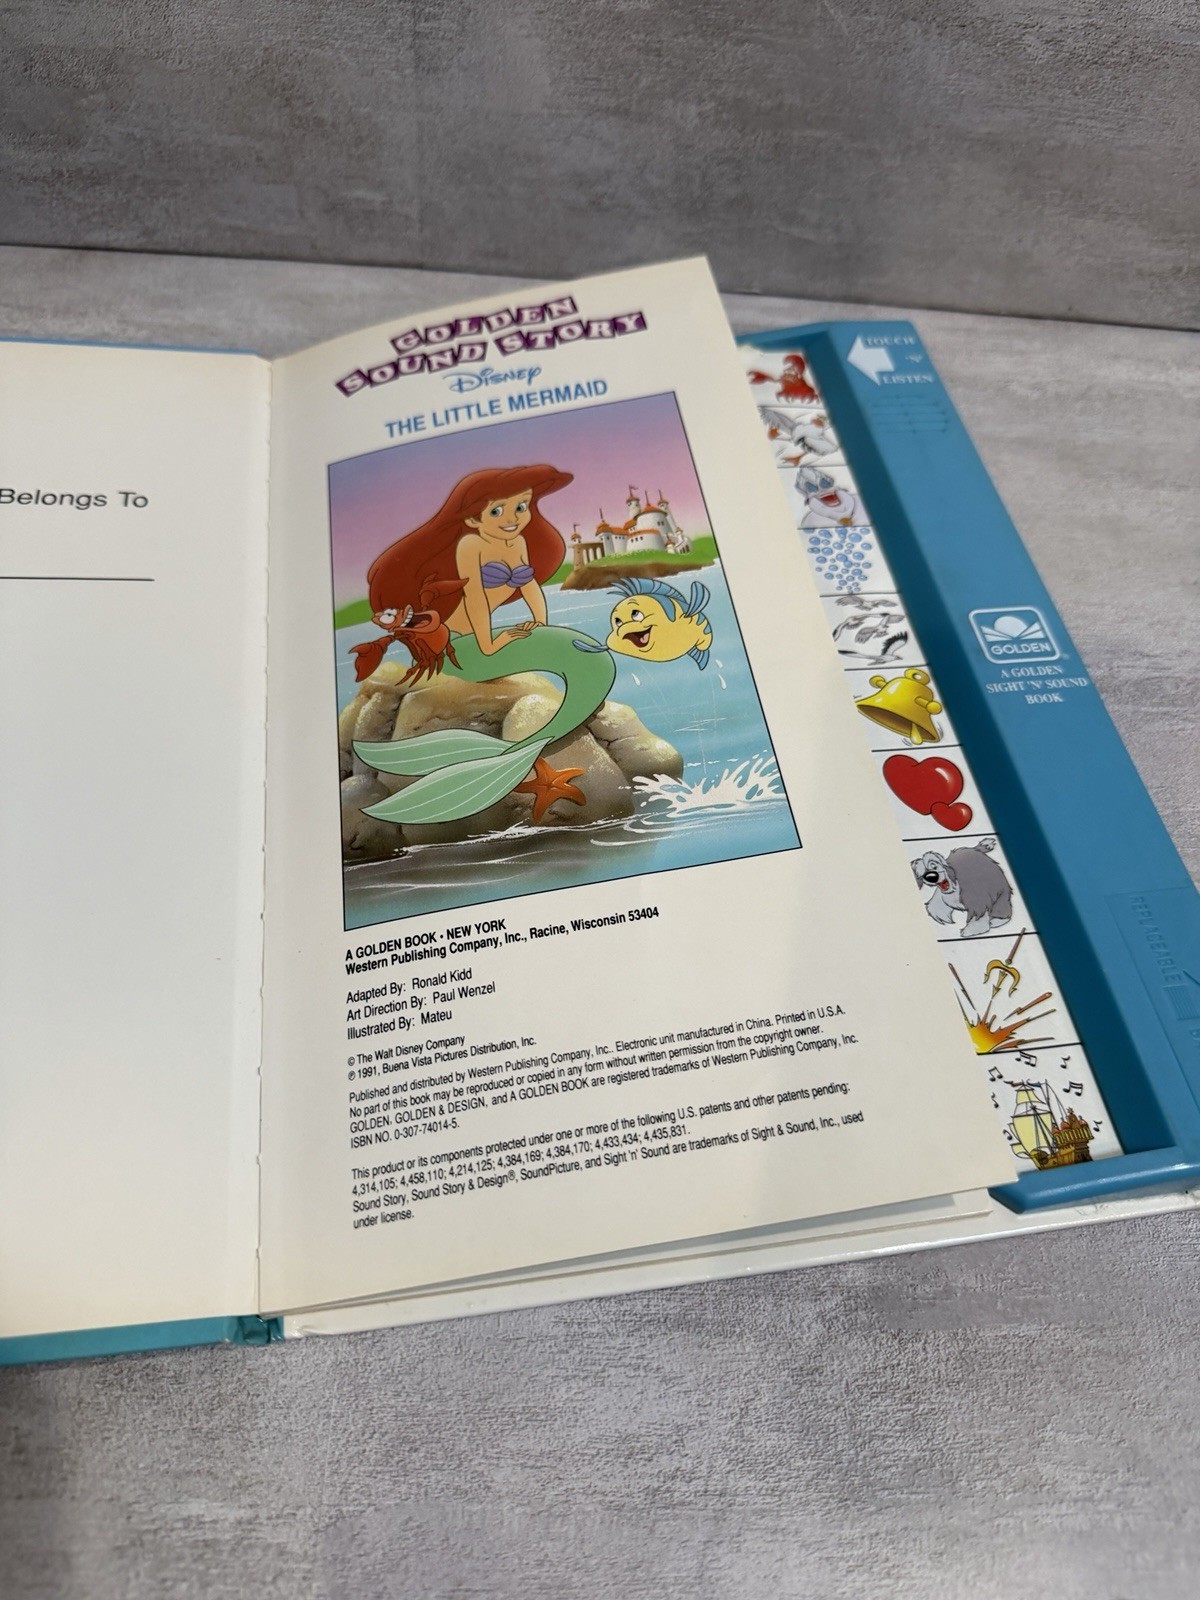 Belongs To
GOLDEN
SOUND STORY
Disney
THE LITTLE MERMAID
A GOLDEN BOOK • NEW YORK
Western Publishing Company, Inc., Racine, Wisconsin 53404
Adapted By: Ronald Kidd
Art Direction By: Paul Wenzel
Illustrated By: Mateu
© The Walt Disney Company
℗ 1991, Buena Vista Pictures Distribution, Inc.
Published and distributed by Western Publishing Company, Inc.. Electronic unit manufactured in China. Printed in U.S.A.
No part of this book may be reproduced or copied in any form without written permission from the copyright owner.
GOLDEN, GOLDEN & DESIGN, and A GOLDEN BOOK are registered trademarks of Western Publishing Company, Inc.
ISBN NO. 0-307-74014-5.
This product or its components protected under one or more of the following U.S. patents and other patents pending:
4,314,105; 4,458,110; 4,214,125; 4,384,169; 4,384,170; 4,433,434; 4,435,831.
Sound Story, Sound Story & Design®, SoundPicture, and Sight 'n' Sound are trademarks of Sight & Sound, Inc., used
under license.
TOUCH
'N'
LISTEN
GOLDEN
A GOLDEN
SIGHT 'N' SOUND
BOOK
REPLACEABLE